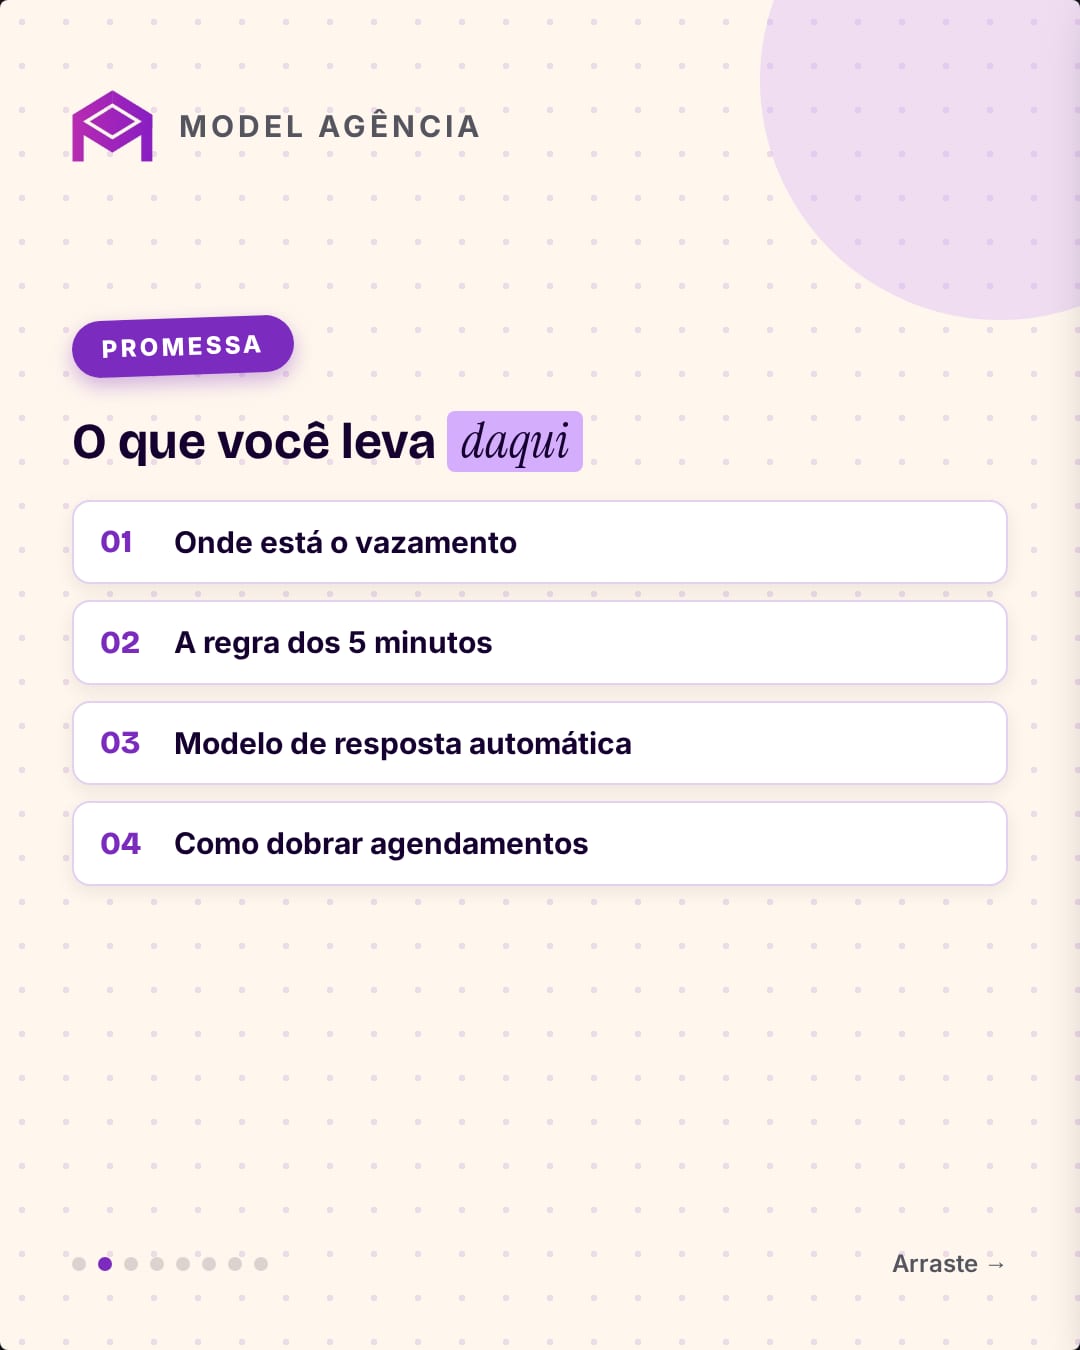 MODEL AGÊNCIA
PROMESSA
O que você leva daqui
01 Onde está o vazamento
02 A regra dos 5 minutos
03 Modelo de resposta automática
04 Como dobrar agendamentos
Arraste →